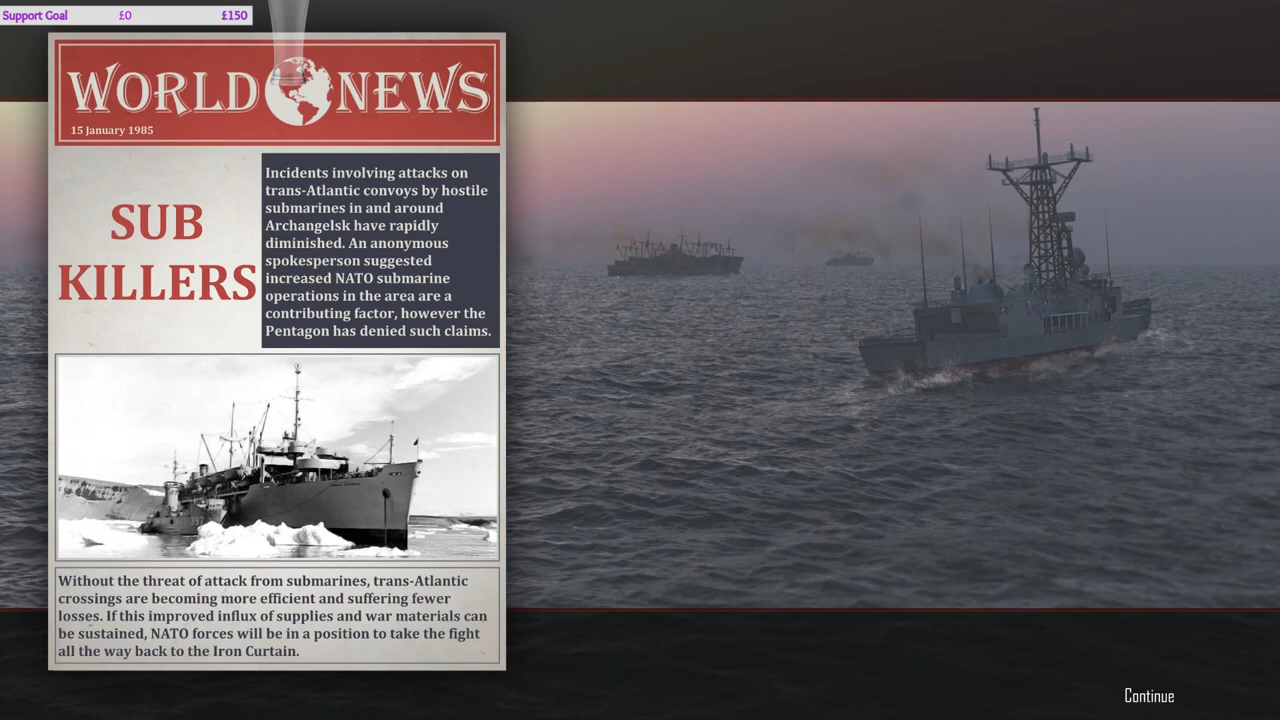 Support Goal £0 £150
WORLD NEWS
15 January 1985
SUB
KILLERS
Incidents involving attacks on
trans-Atlantic convoys by hostile
submarines in and around
Archangelsk have rapidly
diminished. An anonymous
spokesperson suggested
increased NATO submarine
operations in the area are a
contributing factor, however the
Pentagon has denied such claims.
Without the threat of attack from submarines, trans-Atlantic
crossings are becoming more efficient and suffering fewer
losses. If this improved influx of supplies and war materials can
be sustained, NATO forces will be in a position to take the fight
all the way back to the Iron Curtain.
Continue